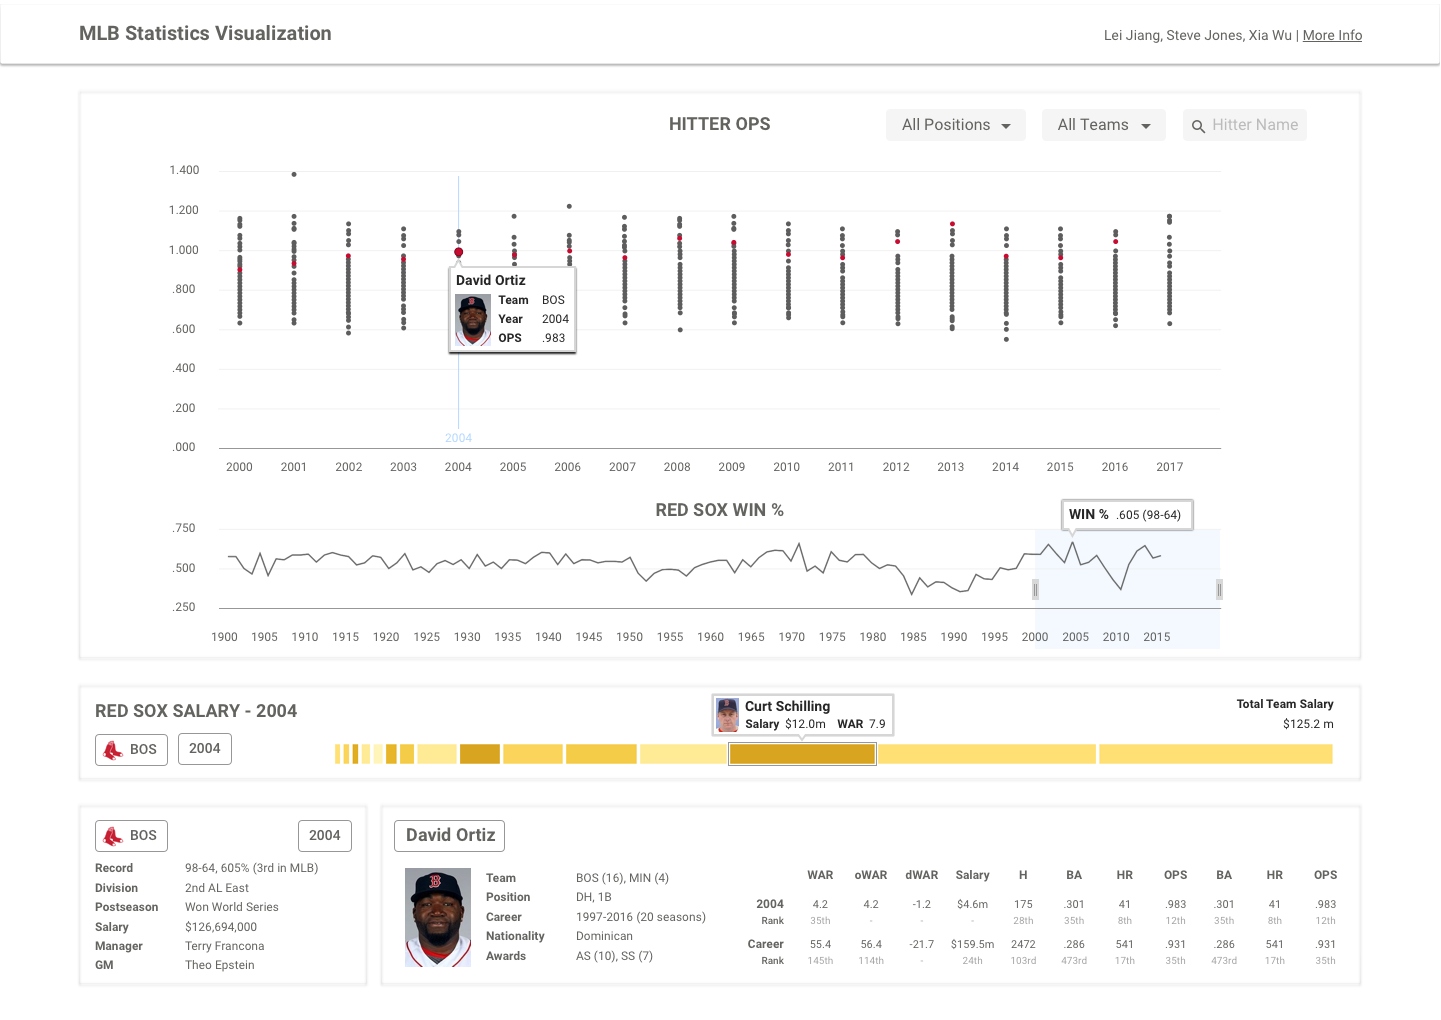 MLB Statistics Visualization
Lei Jiang, Steve Jones, Xia Wu | More Info
HITTER OPS
All Positions
All Teams
Hitter Name
1.400
1.200
1.000
.800
.600
.400
.200
.000
David Ortiz
Team BOS
Year 2004
OPS .983
2004
2000 2001 2002 2003 2004 2005 2006 2007 2008 2009 2010 2011 2012 2013 2014 2015 2016 2017
RED SOX WIN %
WIN % .605 (98-64)
.750
.500
.250
1900 1905 1910 1915 1920 1925 1930 1935 1940 1945 1950 1955 1960 1965 1970 1975 1980 1985 1990 1995 2000 2005 2010 2015
RED SOX SALARY - 2004
BOS
2004
Curt Schilling
Salary $12.0m WAR 7.9
Total Team Salary
$125.2 m
BOS
2004
Record 98-64, 605% (3rd in MLB)
Division 2nd AL East
Postseason Won World Series
Salary $126,694,000
Manager Terry Francona
GM Theo Epstein
David Ortiz
Team BOS (16), MIN (4)
Position DH, 1B
Career 1997-2016 (20 seasons)
Nationality Dominican
Awards AS (10), SS (7)
WAR oWAR dWAR Salary H BA HR OPS BA HR OPS
2004 4.2 4.2 -1.2 $4.6m 175 .301 41 .983 .301 41 .983
Rank 35th - - - 28th 35th 8th 12th 35th 8th 12th
Career 55.4 56.4 -21.7 $159.5m 2472 .286 541 .931 .286 541 .931
Rank 145th 114th - 24th 103rd 473rd 17th 35th 473rd 17th 35th